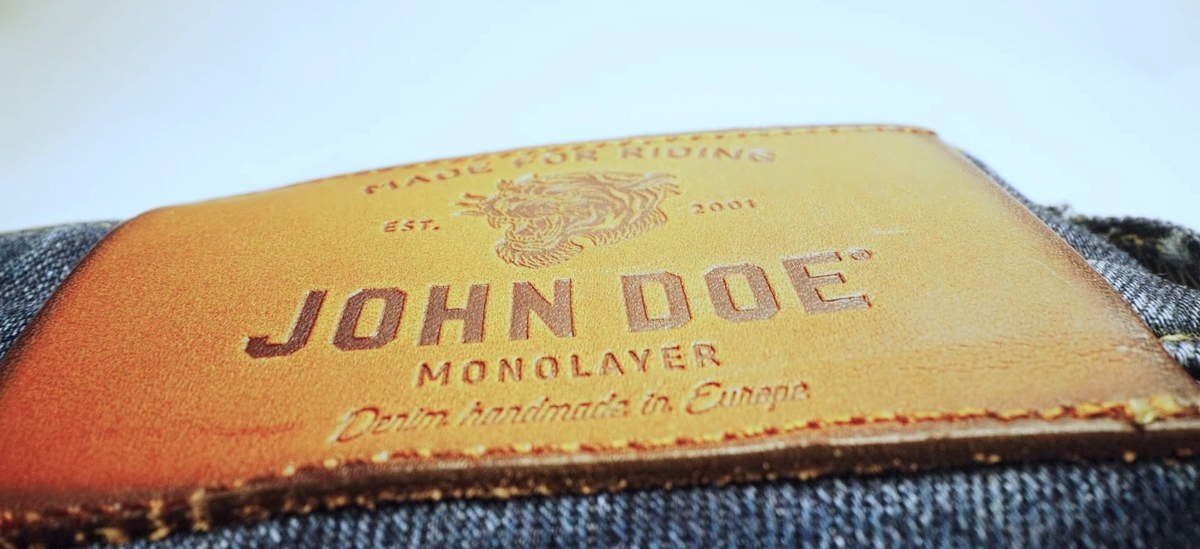 MADE FOR RIDING
EST. 2001
JOHN DOE®
MONOLAYER
Denim handmade in Europe